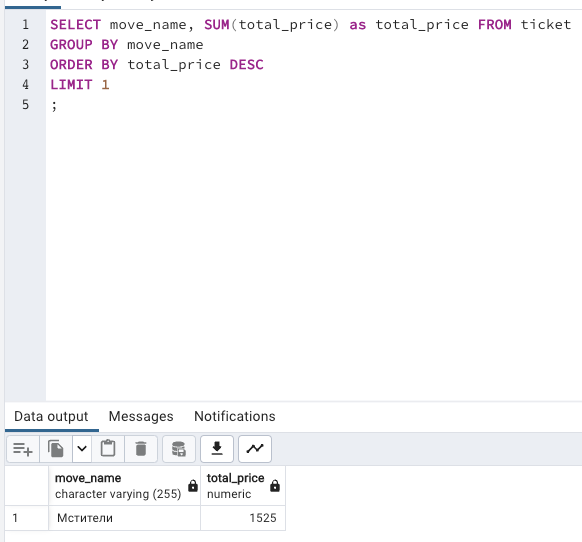 1 SELECT move_name, SUM(total_price) as total_price FROM ticket
2 GROUP BY move_name
3 ORDER BY total_price DESC
4 LIMIT 1
5 ;
Data output Messages Notifications
move_name total_price
character varying (255) numeric
1 Мстители 1525